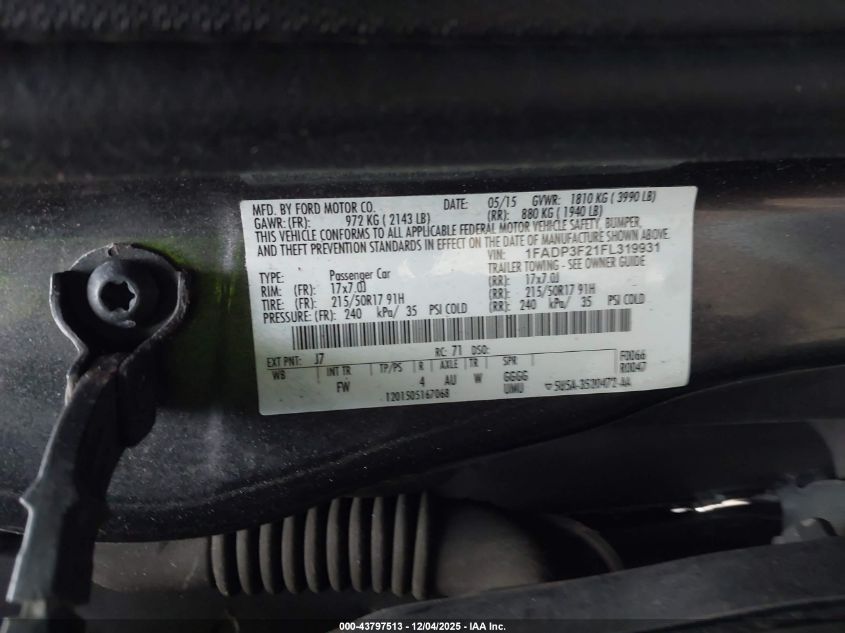 MFD. BY FORD MOTOR CO. DATE: 05/15 GVWR: 1810 KG ( 3990 LB)
GAWR: (FR): 972 KG ( 2143 LB) (RR): 880 KG ( 1940 LB)
THIS VEHICLE CONFORMS TO ALL APPLICABLE FEDERAL MOTOR VEHICLE SAFETY, BUMPER,
AND THEFT PREVENTION STANDARDS IN EFFECT ON THE DATE OF MANUFACTURE SHOWN ABOVE.
VIN: 1FADP3F21FL319931
TYPE: Passenger Car TRAILER TOWING - SEE OWNER GUIDE
RIM: (FR): 17x7.0J (RR): 17x7.0J
TIRE: (FR): 215/50R17 91H (RR): 215/50R17 91H
PRESSURE: (FR): 240 kPa/ 35 PSI COLD (RR): 240 kPa/ 35 PSI COLD
EXT PNT: J7 RC: 71 DSO: F0066
WB INT TR TP/PS R AXLE TR SPR R0047
FW 4 AU W GGGG
1201505167068 UMU 5U5A-3520472-AA
000-43797513 - 12/04/2025 - IAA Inc.